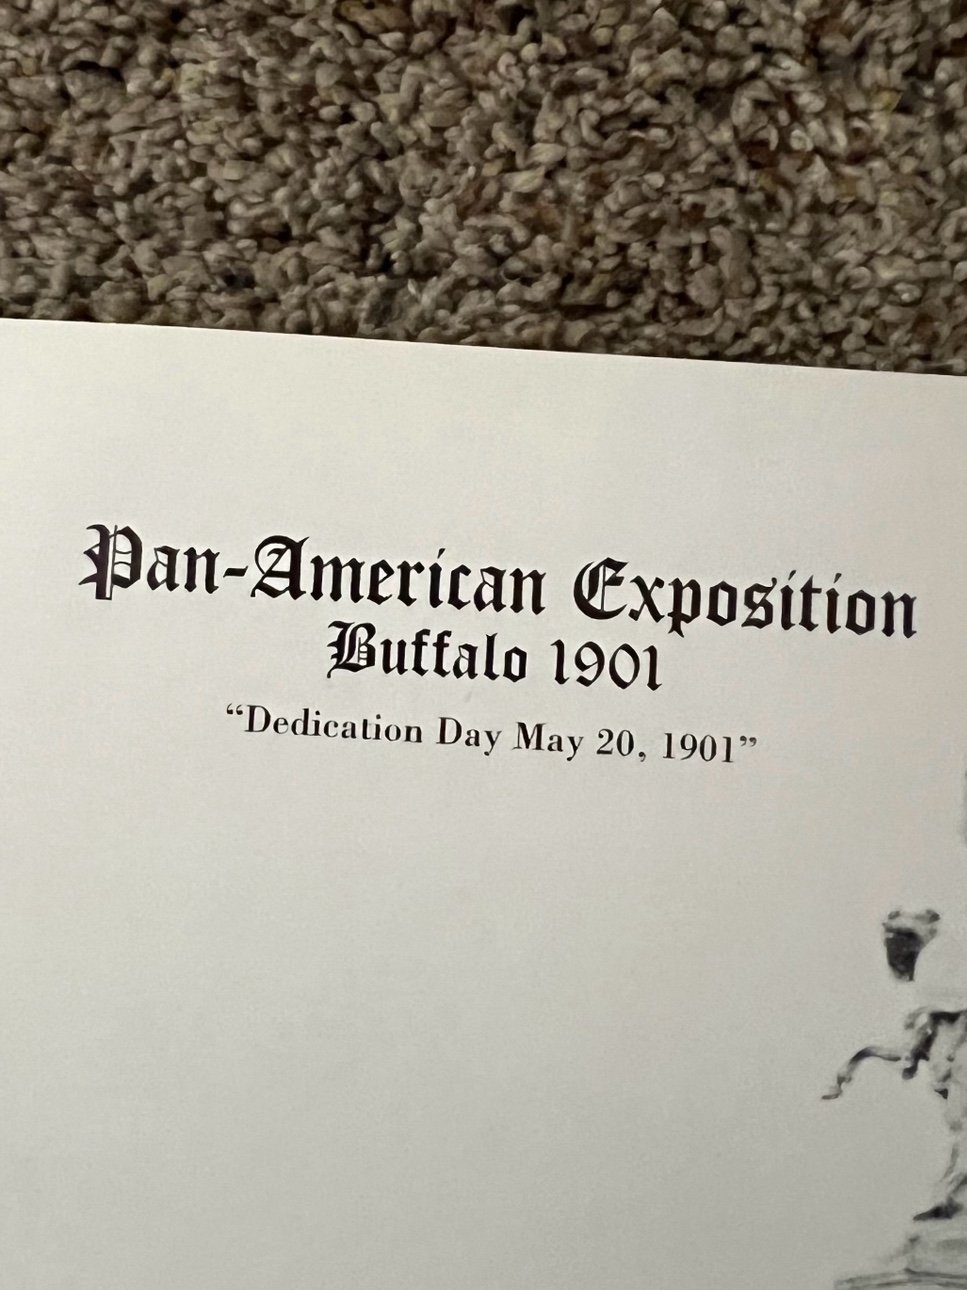 Pan-American Exposition
Buffalo 1901
“Dedication Day May 20, 1901”